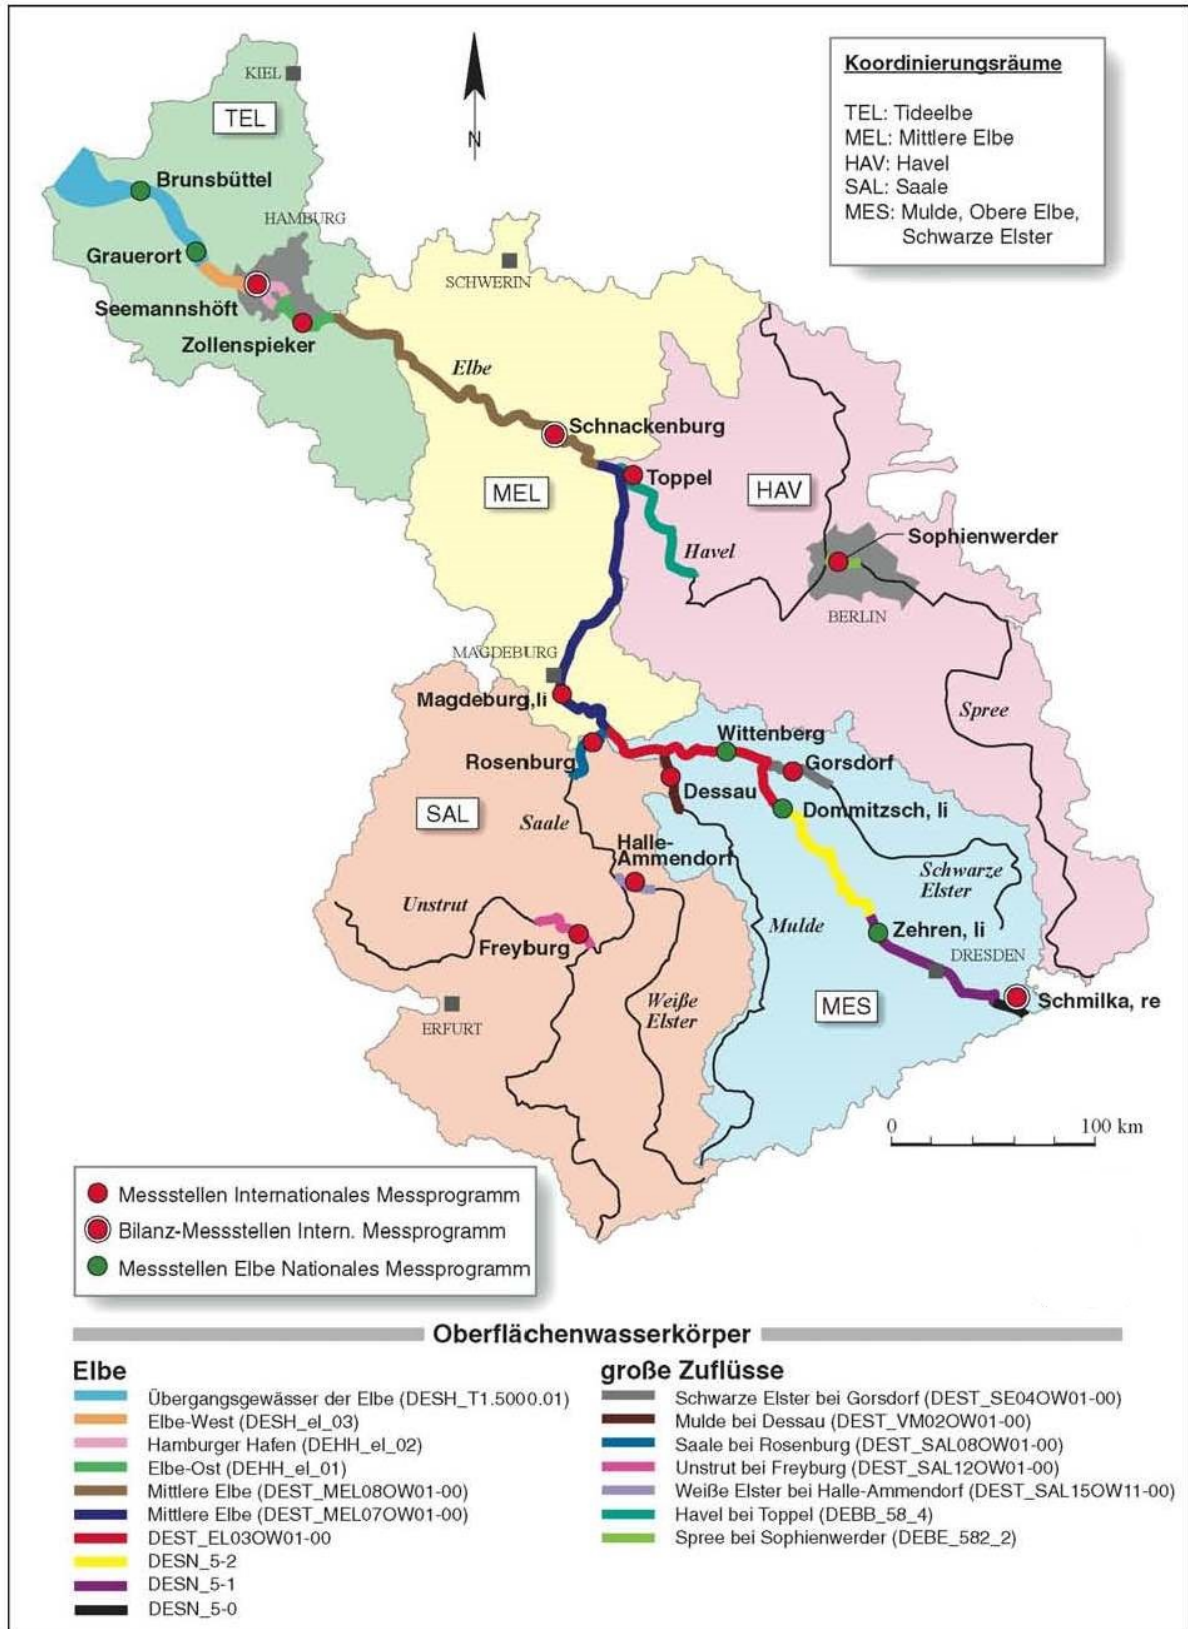 KIEL
TEL
N
Koordinierungsräume
TEL: Tideelbe
MEL: Mittlere Elbe
HAV: Havel
SAL: Saale
MES: Mulde, Obere Elbe,
Schwarze Elster
Brunsbüttel
HAMBURG
Grauerort
Seemannshöft
Zollenspieker
SCHWERIN
Elbe
Schnackenburg
Toppel
MEL
HAV
Havel
Sophienwerder
BERLIN
MAGDEBURG
Magdeburg,li
Spree
Wittenberg
Rosenburg
Gorsdorf
Dessau
Dommitzsch, li
SAL
Saale
Halle-
Ammendorf
Schwarze
Elster
Unstrut
Mulde
Zehren, li
Freyburg
DRESDEN
Schmilka, re
Weiße
Elster
MES
ERFURT
0 100 km
Messstellen Internationales Messprogramm
Bilanz-Messstellen Intern. Messprogramm
Messstellen Elbe Nationales Messprogramm
Oberflächenwasserkörper
Elbe
Übergangsgewässer der Elbe (DESH_T1.5000.01)
Elbe-West (DESH_el_03)
Hamburger Hafen (DEHH_el_02)
Elbe-Ost (DEHH_el_01)
Mittlere Elbe (DEST_MEL08OW01-00)
Mittlere Elbe (DEST_MEL07OW01-00)
DEST_EL03OW01-00
DESN_5-2
DESN_5-1
DESN_5-0
große Zuflüsse
Schwarze Elster bei Gorsdorf (DEST_SE04OW01-00)
Mulde bei Dessau (DEST_VM02OW01-00)
Saale bei Rosenburg (DEST_SAL08OW01-00)
Unstrut bei Freyburg (DEST_SAL12OW01-00)
Weiße Elster bei Halle-Ammendorf (DEST_SAL15OW11-00)
Havel bei Toppel (DEBB_58_4)
Spree bei Sophienwerder (DEBE_582_2)